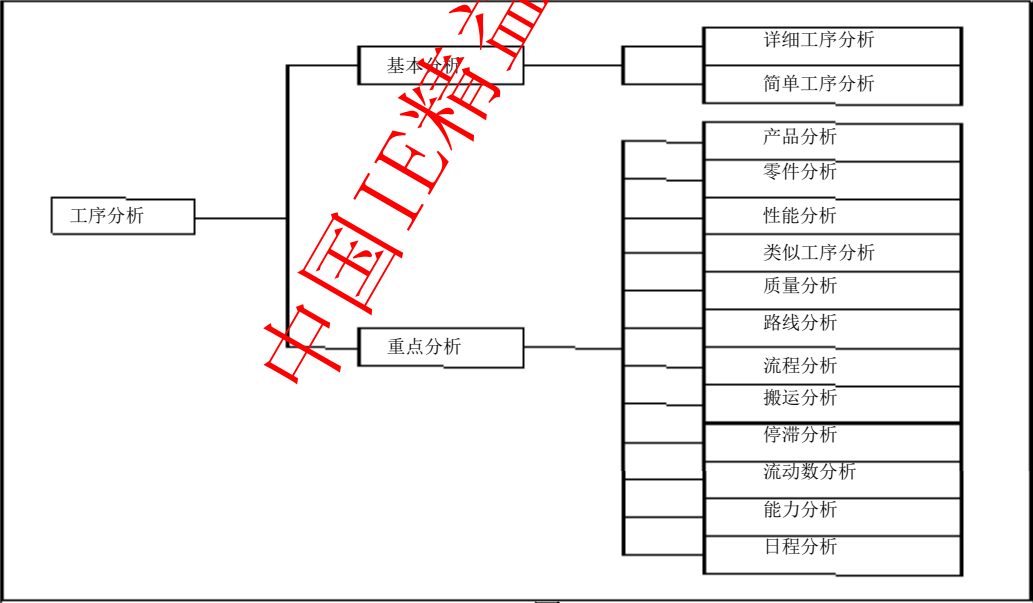 工序分析
基本分析
详细工序分析
简单工序分析
重点分析
产品分析
零件分析
性能分析
类似工序分析
质量分析
路线分析
流程分析
搬运分析
停滞分析
流动数分析
能力分析
日程分析
中国IE精